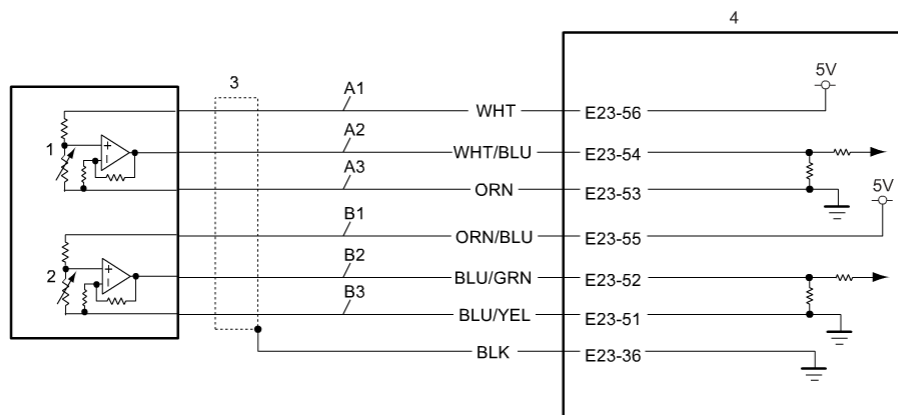 4
3
5V
A1
WHT
E23-56
1
+
-
A2
WHT/BLU
E23-54
A3
ORN
E23-53
5V
B1
ORN/BLU
E23-55
2
+
-
B2
BLU/GRN
E23-52
B3
BLU/YEL
E23-51
BLK
E23-36